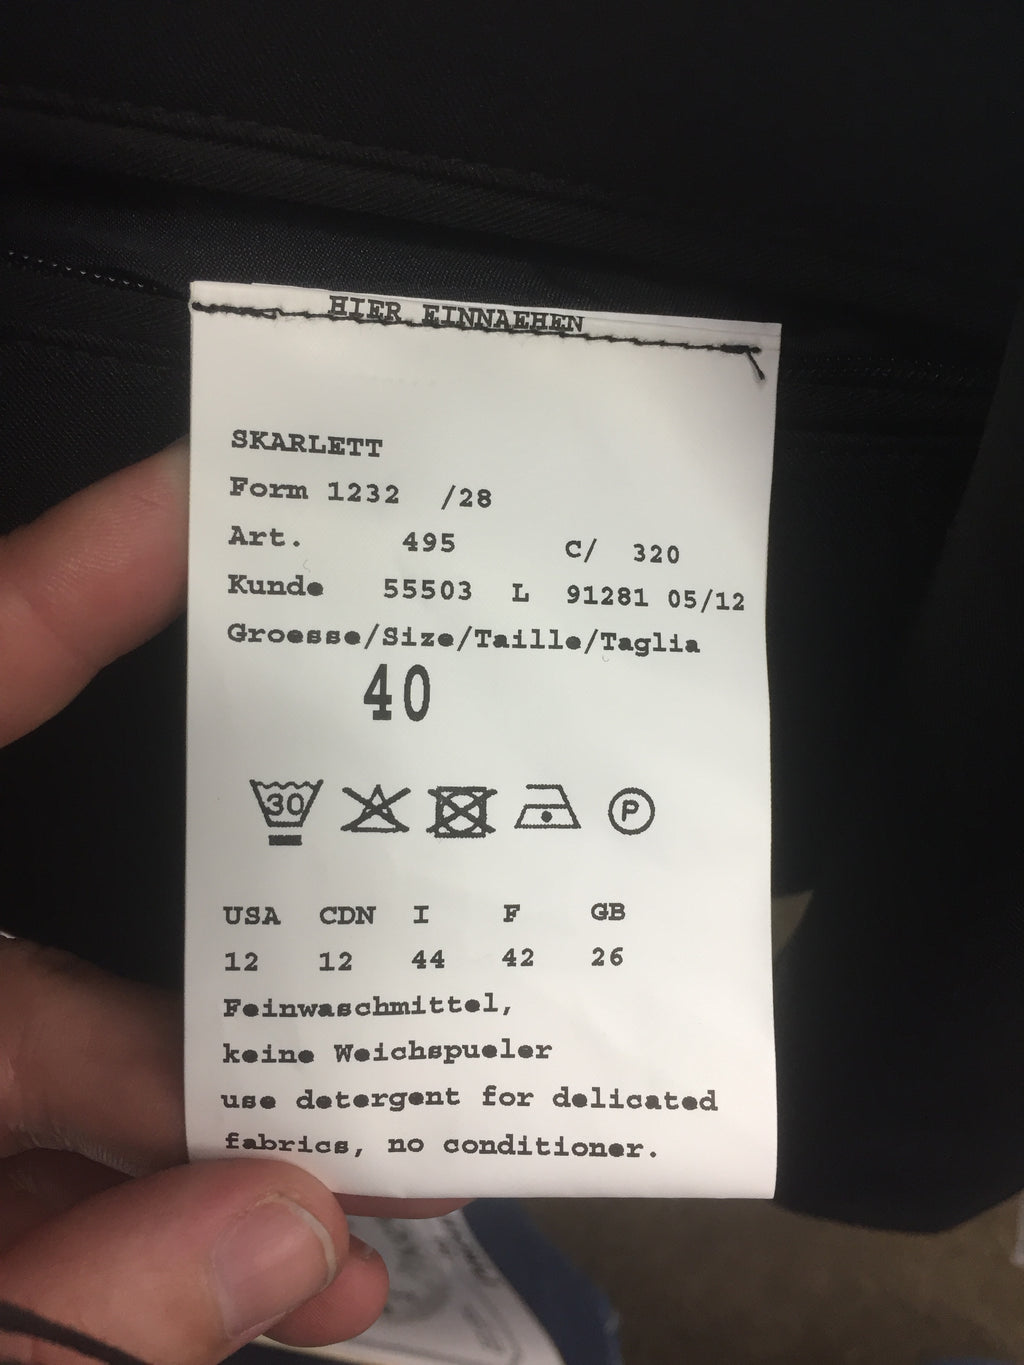 HIER EINNAEHEN
SKARLETT
Form 1232 /28
Art. 495 C/ 320
Kunde 55503 L 91281 05/12
Groesse/Size/Taille/Taglia
40
30 P
USA CDN I F GB
12 12 44 42 26
Feinwaschmittel,
keine Weichspueler
use detergent for delicated
fabrics, no conditioner.